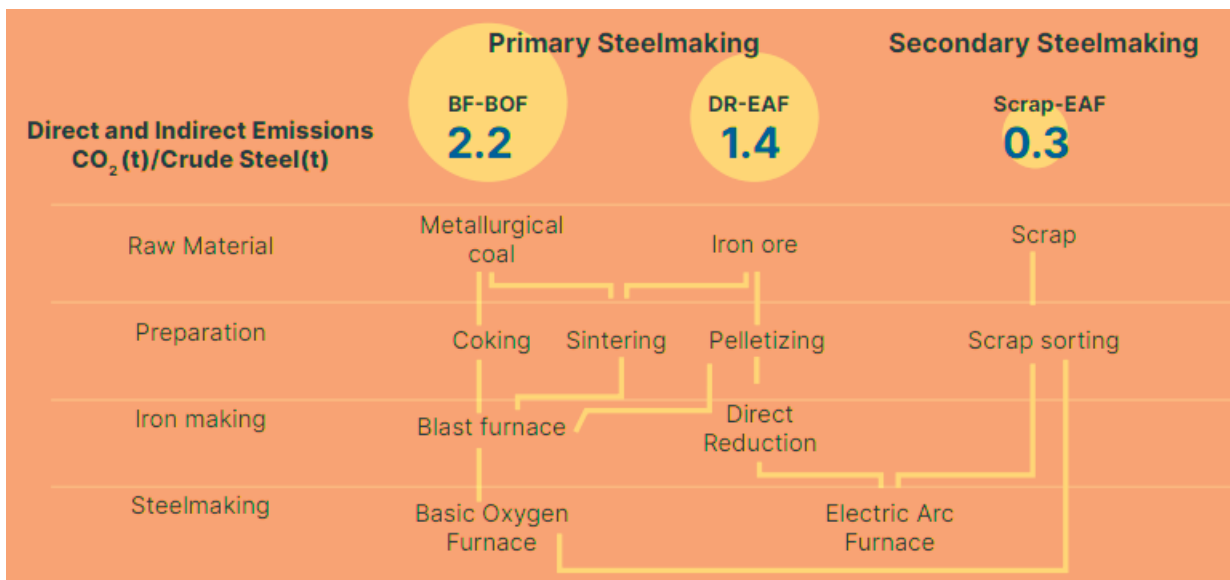 Primary Steelmaking
Secondary Steelmaking
BF-BOF
DR-EAF
Scrap-EAF
Direct and Indirect Emissions
CO₂ (t)/Crude Steel(t)
2.2
1.4
0.3
Raw Material
Metallurgical
coal
Iron ore
Scrap
Preparation
Coking
Sintering
Pelletizing
Scrap sorting
Iron making
Blast furnace
Direct
Reduction
Steelmaking
Basic Oxygen
Furnace
Electric Arc
Furnace